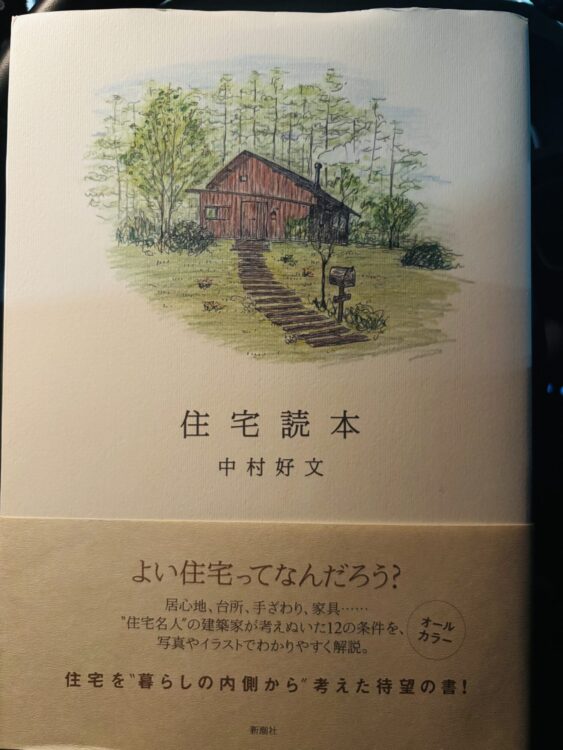 住宅読本
中村好文
よい住宅ってなんだろう?
居心地、台所、手ざわり、家具……
"住宅名人"の建築家が考えぬいた12の条件を、
写真やイラストでわかりやすく解説。
オール
カラー
住宅を"暮らしの内側から"考えた待望の書!
新潮社